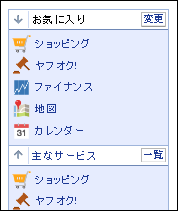 お気に入り 変更
ショッピング
ヤフオク!
ファイナンス
地図
31 カレンダー
主なサービス 一覧
ショッピング
ヤフオク!